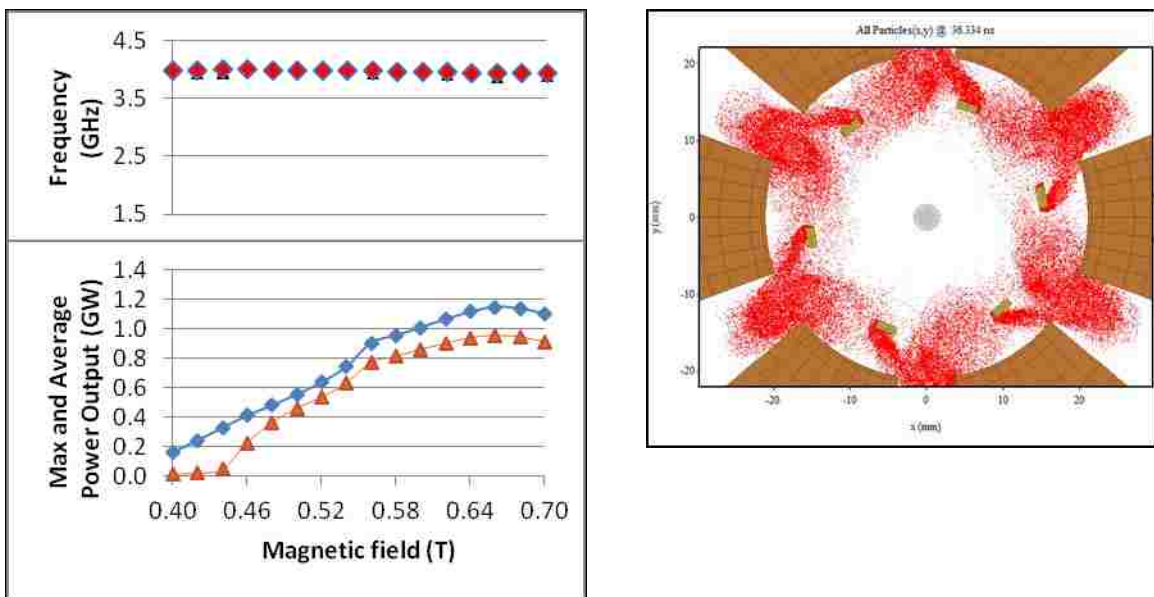 4.5
3.5
2.5
1.5
Frequency
(GHz)
1.4
1.2
1.0
0.8
0.6
0.4
0.2
0.0
Max and Average
Power Output (GW)
0.40 0.46 0.52 0.58 0.64 0.70
Magnetic field (T)
All Particles(x,y) @ 36.334 ns
20
10
0
-10
-20
y (mm)
-20 -10 0 10 20
x (mm)